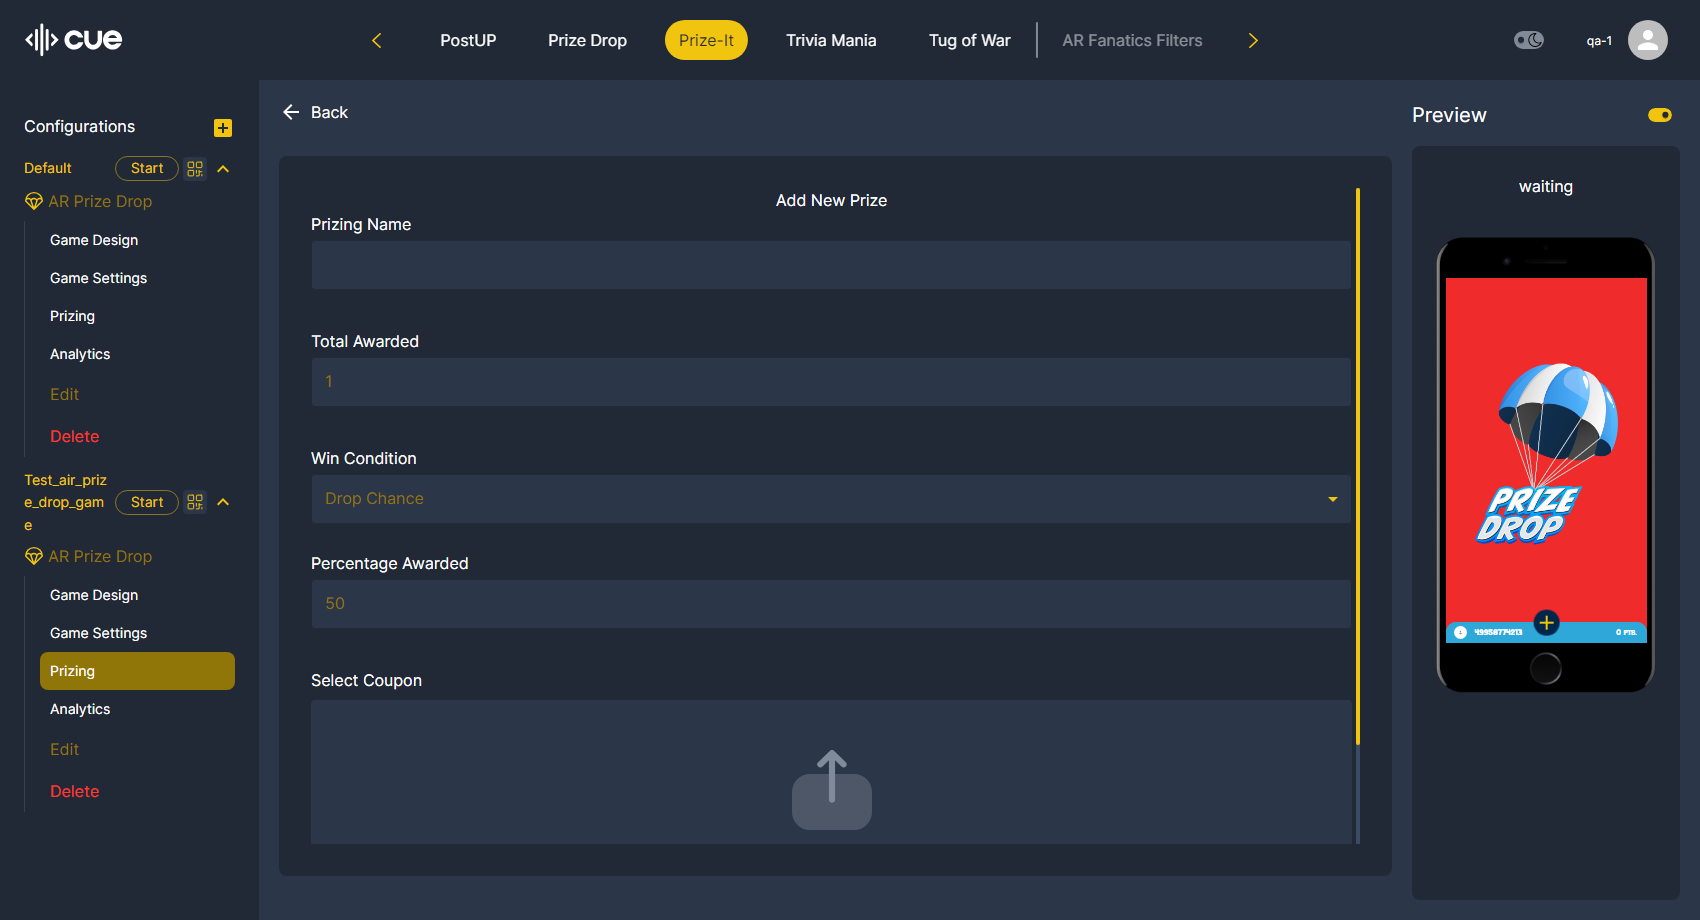 cue
PostUP
Prize Drop
Prize-It
Trivia Mania
Tug of War
AR Fanatics Filters
qa-1
Configurations
Default
Start
AR Prize Drop
Game Design
Game Settings
Prizing
Analytics
Edit
Delete
Test_air_priz
e_drop_gam
e
Start
AR Prize Drop
Game Design
Game Settings
Prizing
Analytics
Edit
Delete
Back
Add New Prize
Prizing Name
Total Awarded
1
Win Condition
Drop Chance
Percentage Awarded
50
Select Coupon
Preview
waiting
PRIZE
DROP
49958774213
0 PTS.